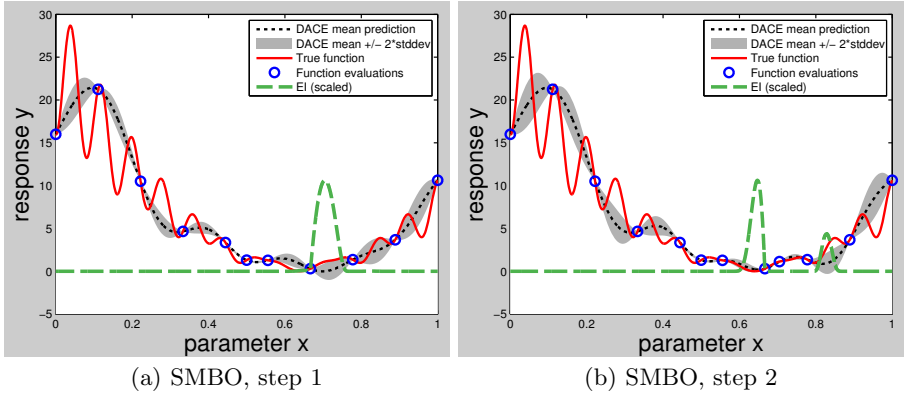 DACE mean prediction
DACE mean +/− 2*stddev
True function
Function evaluations
EI (scaled)
30
25
20
15
10
5
0
−5
response y
0
0.2
0.4
0.6
0.8
1
parameter x
(a) SMBO, step 1
DACE mean prediction
DACE mean +/− 2*stddev
True function
Function evaluations
EI (scaled)
30
25
20
15
10
5
0
−5
response y
0
0.2
0.4
0.6
0.8
1
parameter x
(b) SMBO, step 2